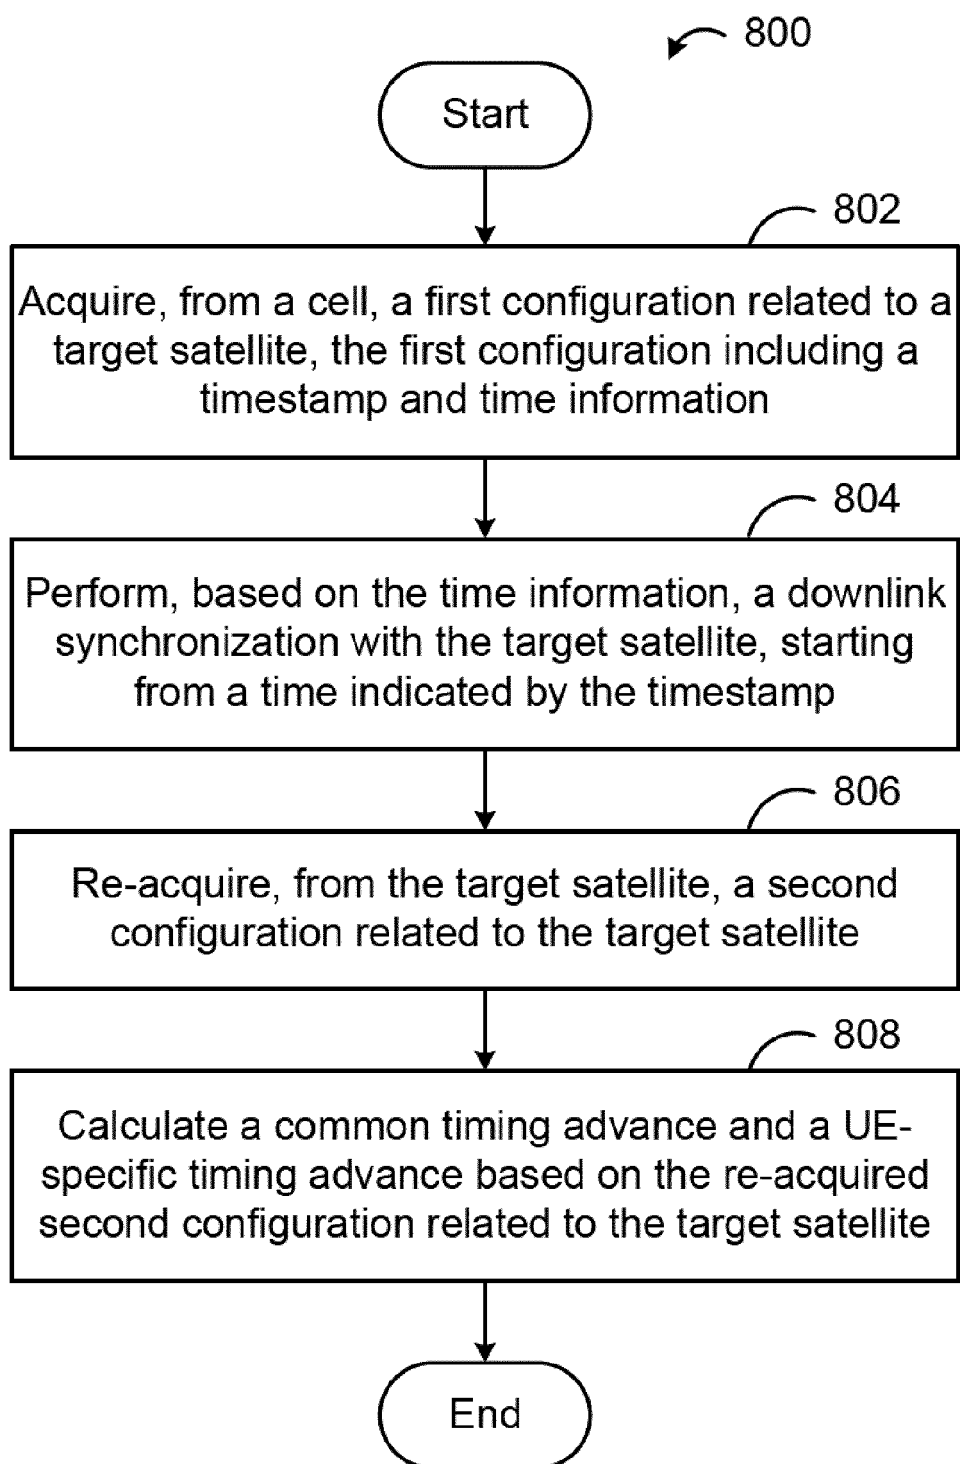 800
Start
802
Acquire, from a cell, a first configuration related to a
target satellite, the first configuration including a
timestamp and time information
804
Perform, based on the time information, a downlink
synchronization with the target satellite, starting
from a time indicated by the timestamp
806
Re-acquire, from the target satellite, a second
configuration related to the target satellite
808
Calculate a common timing advance and a UE-
specific timing advance based on the re-acquired
second configuration related to the target satellite
End